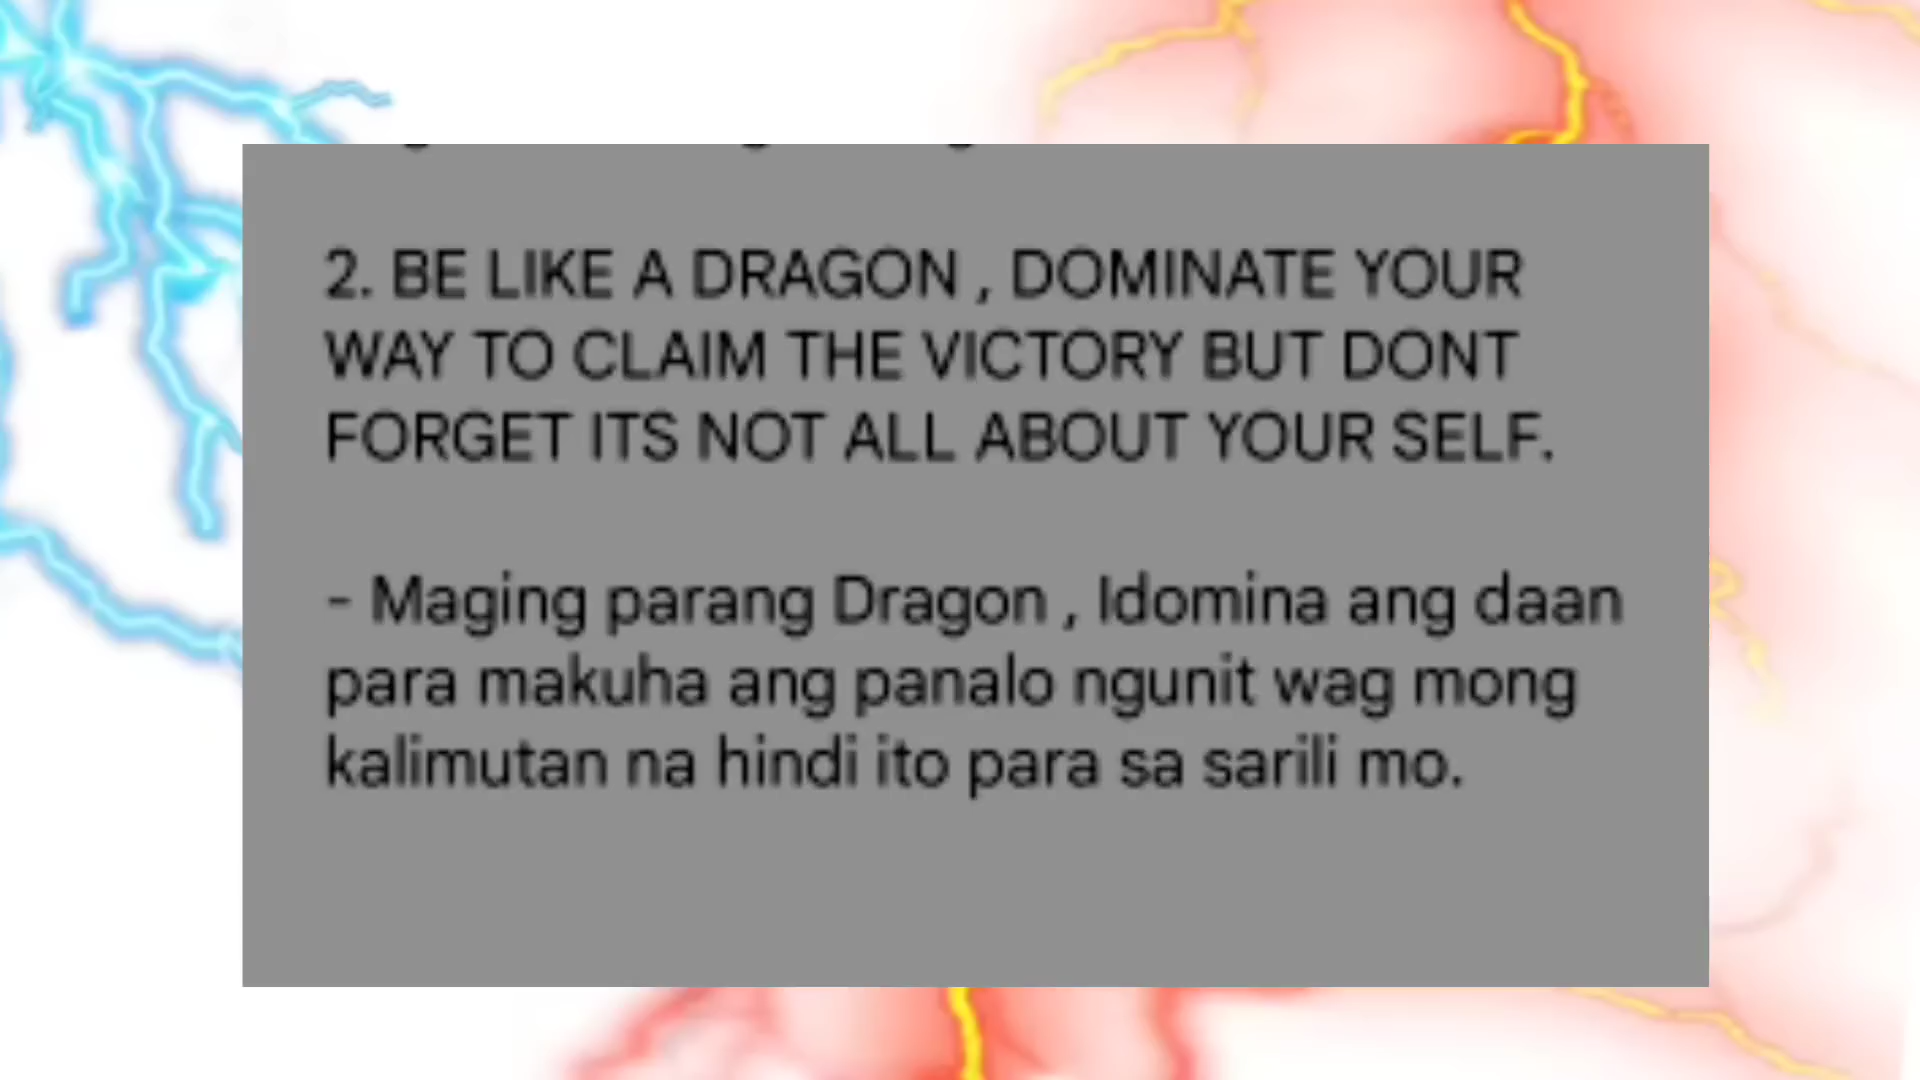 2. BE LIKE A DRAGON , DOMINATE YOUR
WAY TO CLAIM THE VICTORY BUT DONT
FORGET ITS NOT ALL ABOUT YOUR SELF.
- Maging parang Dragon , Idomina ang daan
para makuha ang panalo ngunit wag mong
kalimutan na hindi ito para sa sarili mo.